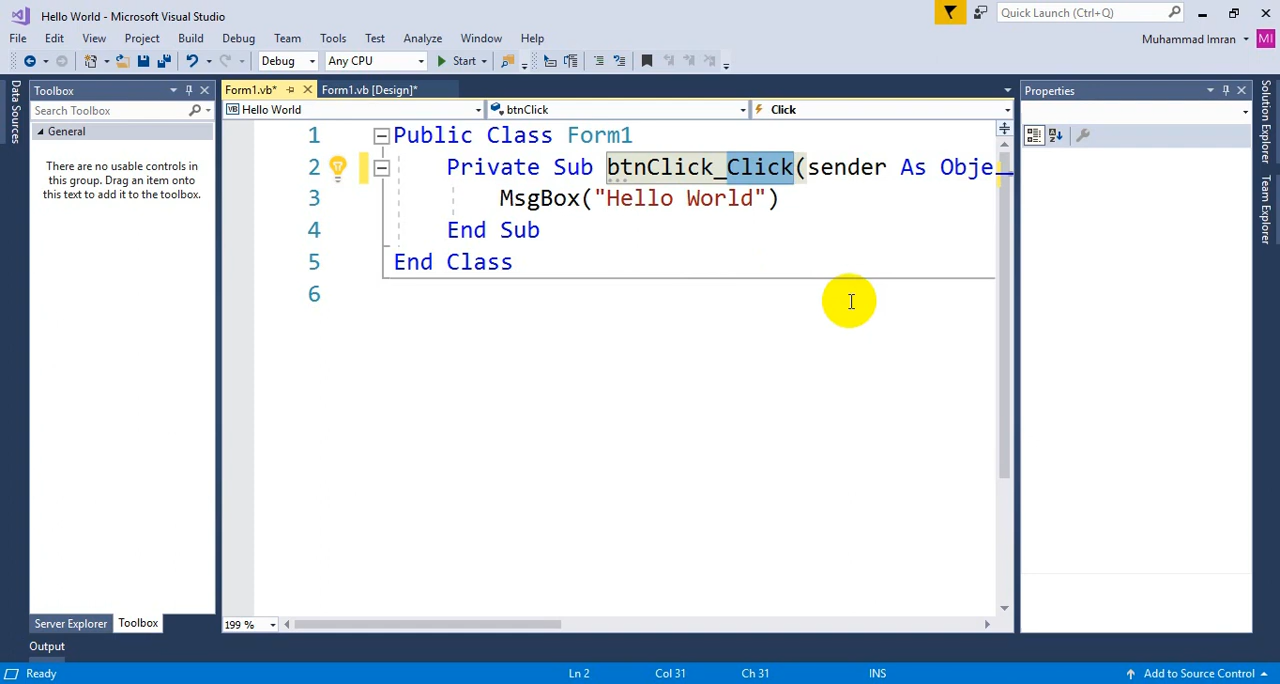 Hello World - Microsoft Visual Studio
Quick Launch (Ctrl+Q)
File Edit View Project Build Debug Team Tools Test Analyze Window Help
Muhammad Imran MI
Debug Any CPU Start
Data Sources
Toolbox
Search Toolbox
General
There are no usable controls in
this group. Drag an item onto
this text to add it to the toolbox.
Server Explorer Toolbox
Output
Form1.vb* Form1.vb [Design]*
VB Hello World btnClick Click
1 Public Class Form1
2 Private Sub btnClick_Click(sender As Obje
3 MsgBox("Hello World")
4 End Sub
5 End Class
6
199 %
Properties
Solution Explorer
Team Explorer
Ready Ln 2 Col 31 Ch 31 INS Add to Source Control